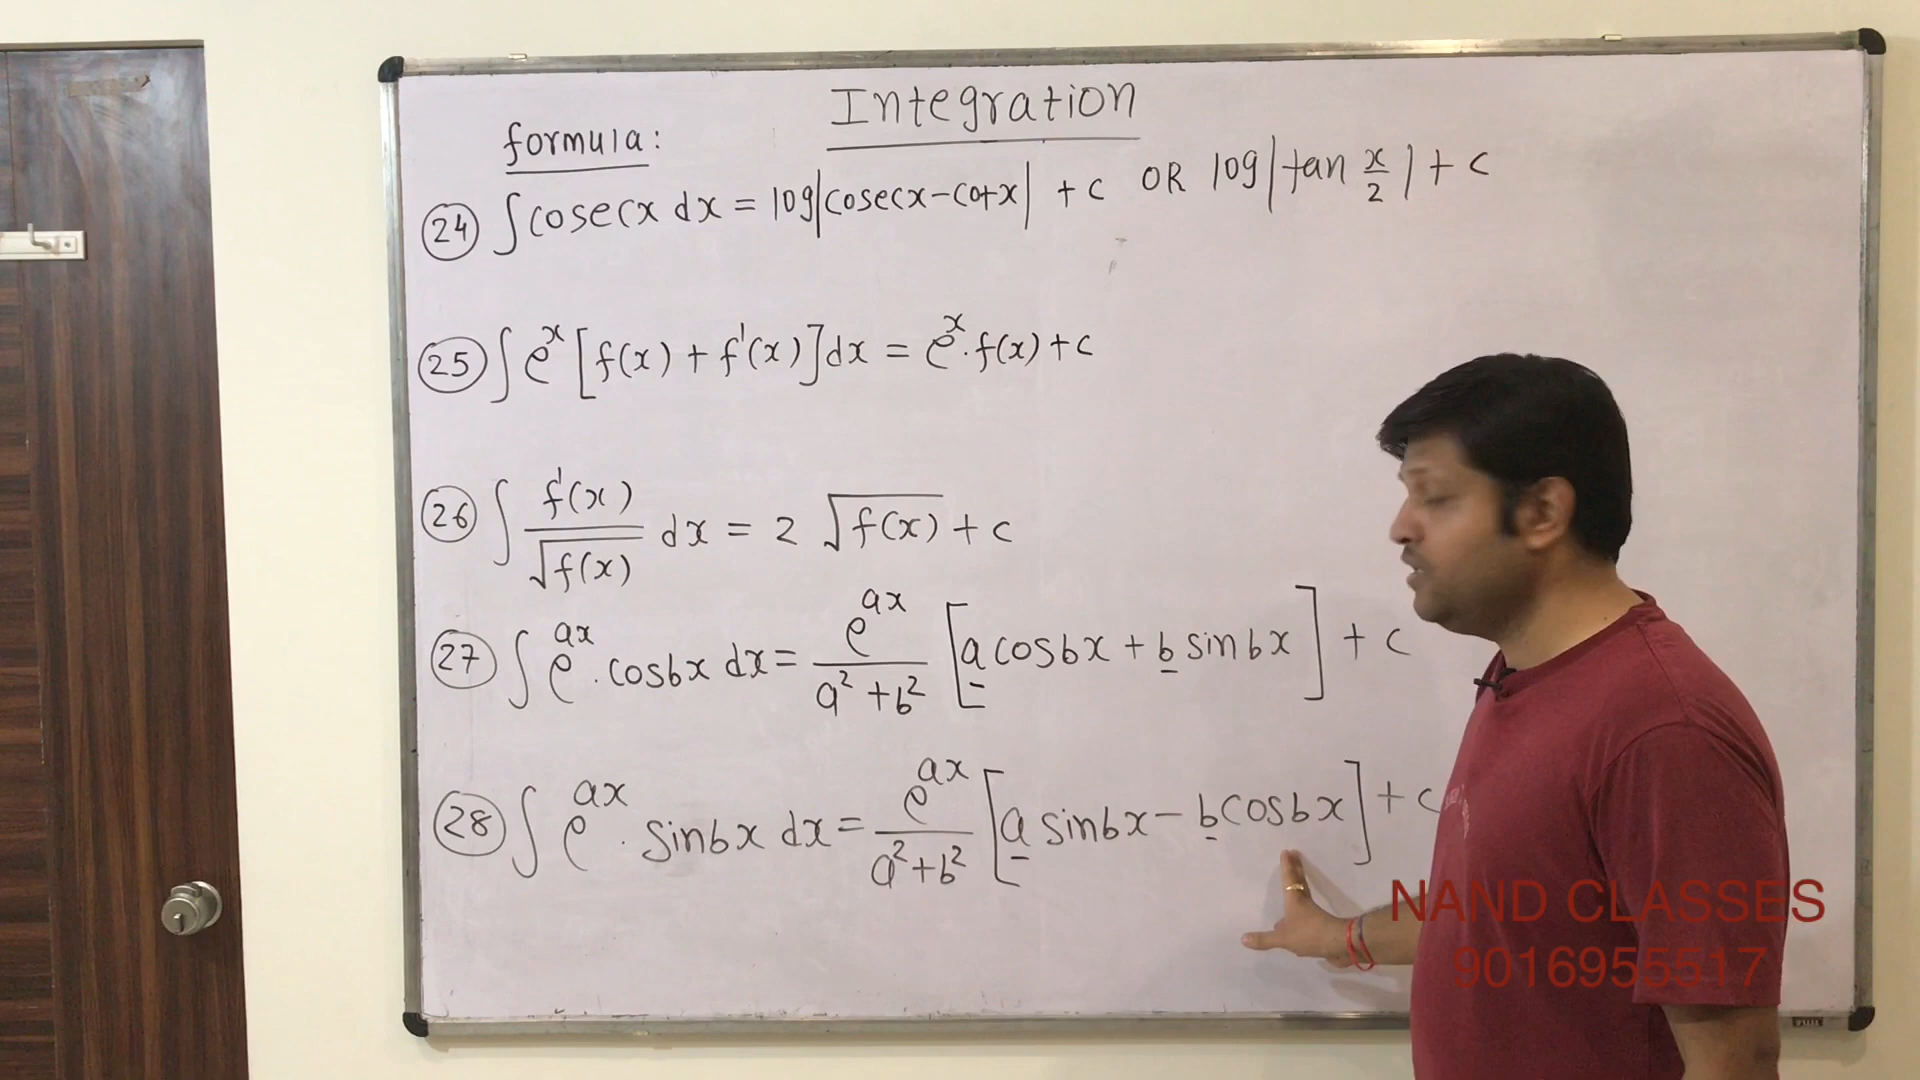 Integration
formula:
(24) ∫ cosecx dx = log|cosecx-cotx| + c OR log|tan x/2| + c
(25) ∫ e^x [f(x) + f'(x)] dx = e^x. f(x) + c
(26) ∫ f'(x)/√f(x) dx = 2 √f(x) + c
(27) ∫ e^ax . cosbx dx = e^ax/(a²+b²) [a cosbx + b sinbx] + c
(28) ∫ e^ax . sinbx dx = e^ax/(a²+b²) [a sinbx - b cosbx] + c
NAND CLASSES
9016955517